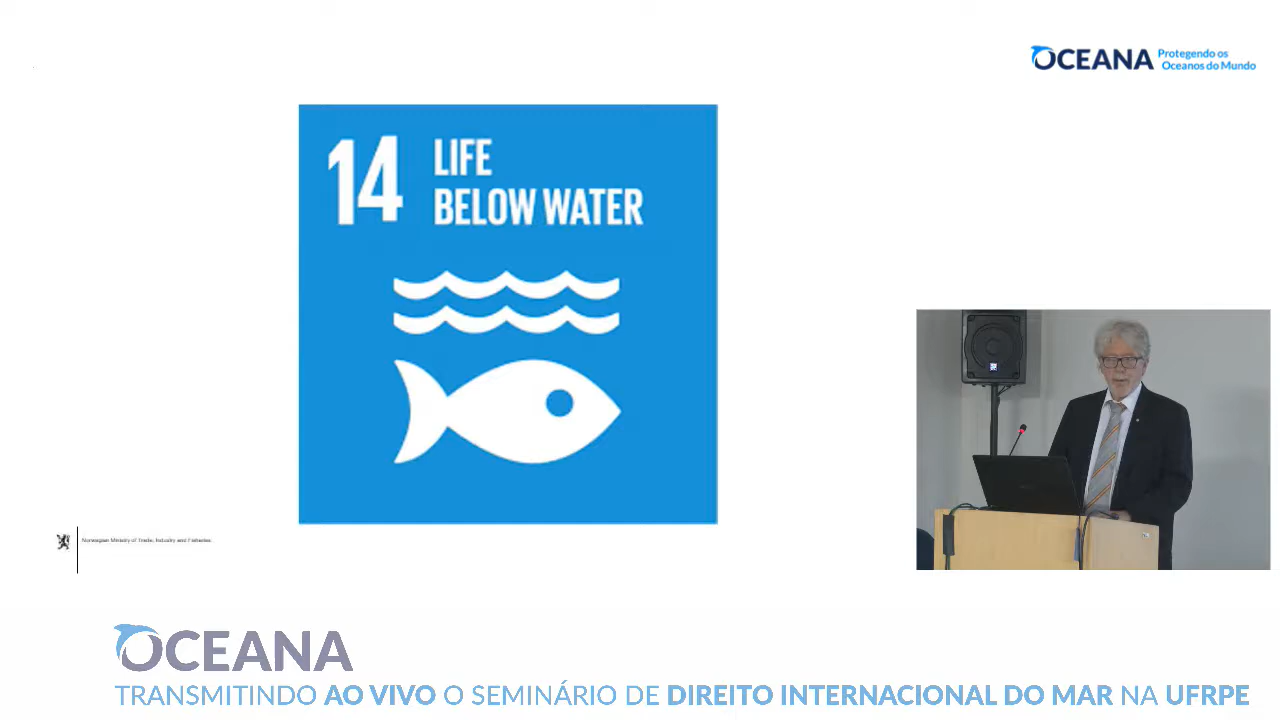 OCEANA
Protegendo os
Oceanos do Mundo
14
LIFE
BELOW WATER
Norwegian Ministry of Trade, Industry and Fisheries
OCEANA
TRANSMITINDO AO VIVO O SEMINÁRIO DE DIREITO INTERNACIONAL DO MAR NA UFRPE